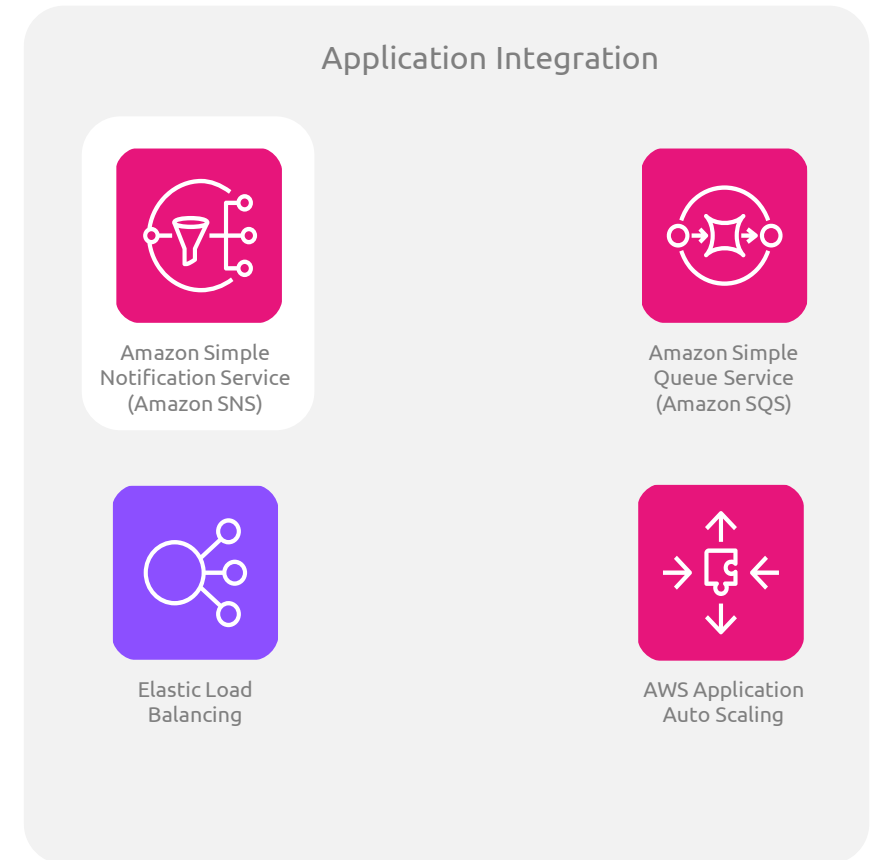 Application Integration
Amazon Simple
Notification Service
(Amazon SNS)
Amazon Simple
Queue Service
(Amazon SQS)
Elastic Load
Balancing
AWS Application
Auto Scaling